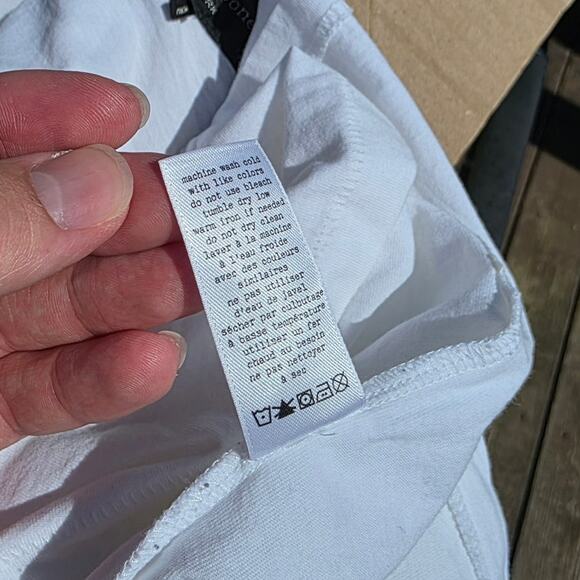 machine wash cold
with like colors
do not use bleach
tumble dry low
warm iron if needed
do not dry clean
laver à la machine
à l'eau froide
avec des couleurs
similaires
ne pas utiliser
d'eau de javel
sécher par culbutage
à basse température
utiliser un fer
chaud au besoin
ne pas nettoyer
à sec